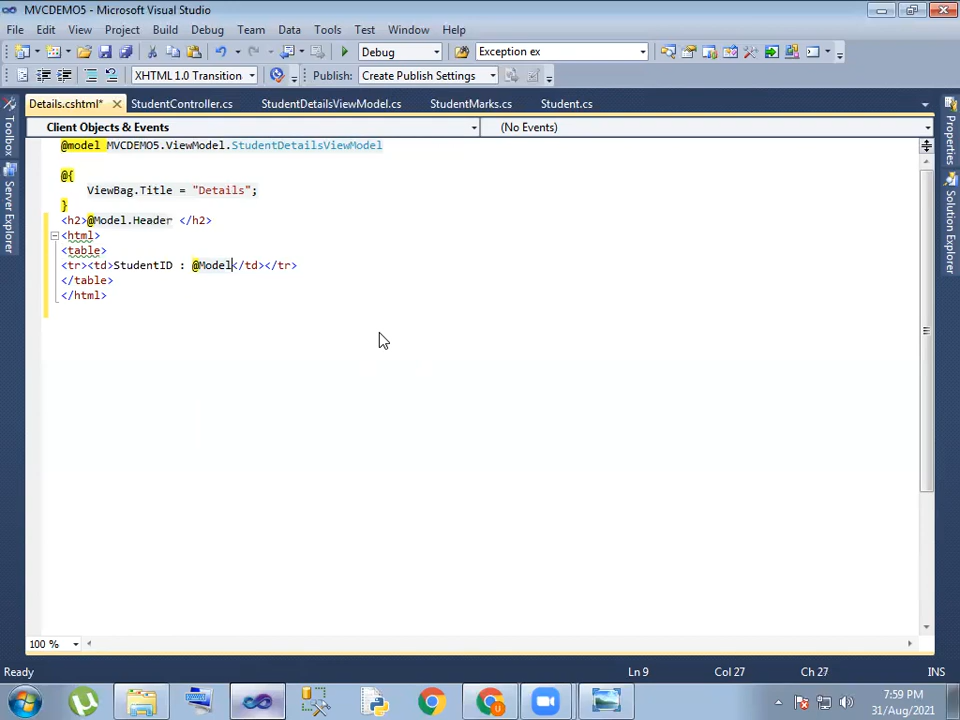 MVCDEMO5 - Microsoft Visual Studio
File Edit View Project Build Debug Team Data Tools Test Window Help
Debug Exception ex
XHTML 1.0 Transition Publish: Create Publish Settings
Details.cshtml* StudentController.cs StudentDetailsViewModel.cs StudentMarks.cs Student.cs
Client Objects & Events (No Events)
@model MVCDEMO5.ViewModel.StudentDetailsViewModel
@{
ViewBag.Title = "Details";
}
<h2>@Model.Header </h2>
<html>
<table>
<tr><td>StudentID : @Model</td></tr>
</table>
</html>
Toolbox
Server Explorer
Properties
Solution Explorer
100 %
Ready Ln 9 Col 27 Ch 27 INS
7:59 PM
31/Aug/2021